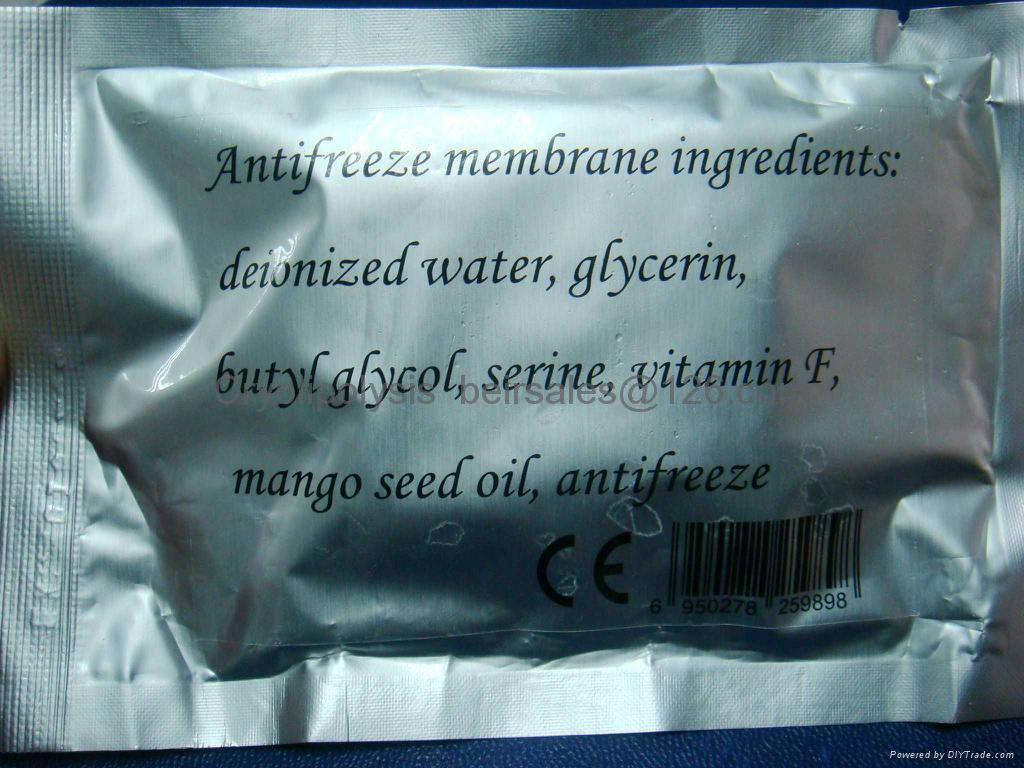 Antifreeze membrane ingredients:
deionized water, glycerin,
butyl glycol, serine, vitamin F,
mango seed oil, antifreeze
CE
6 950278 259898
Powered by DIYTrade.com